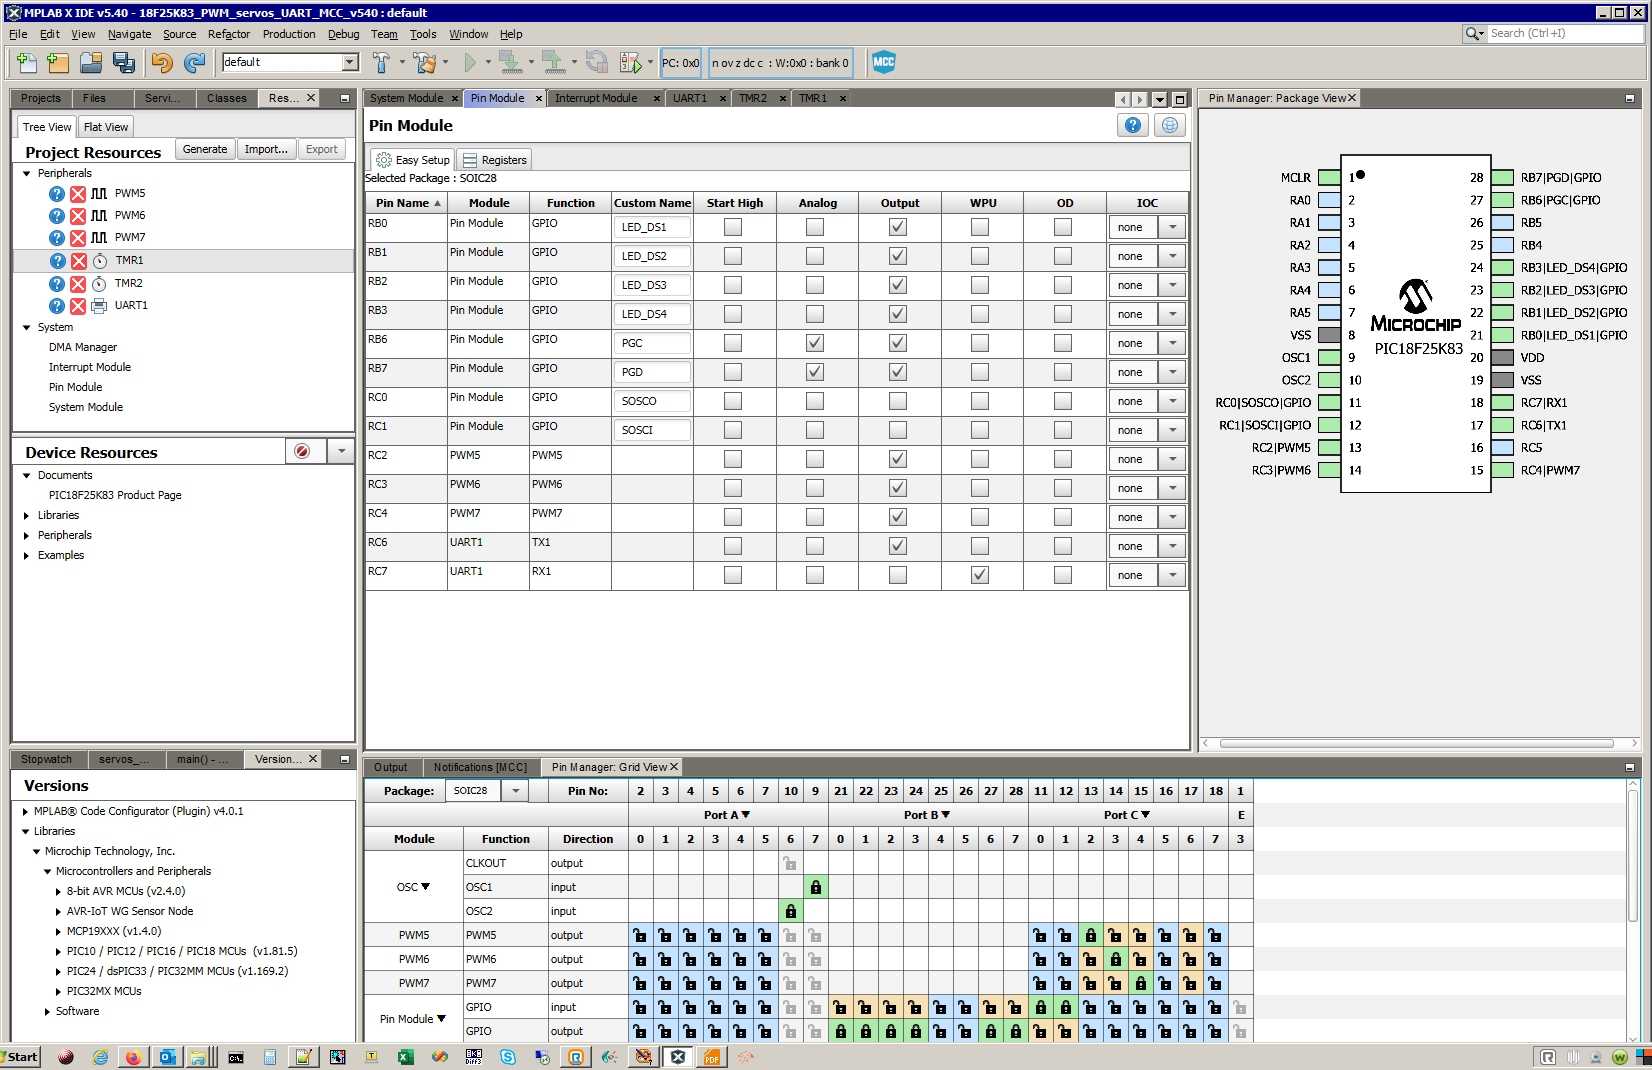 MPLAB X IDE v5.40 - 18F25K83_PWM_servos_UART_MCC_v540 : default
File Edit View Navigate Source Refactor Production Debug Team Tools Window Help
Search (Ctrl+I)
default
PC: 0x0
n ov z dc c : W:0x0 : bank 0
MCC
Projects Files Servi... Classes Res... X
Tree View Flat View
Project Resources
Generate Import... Export
Peripherals
PWM5
PWM6
PWM7
TMR1
TMR2
UART1
System
DMA Manager
Interrupt Module
Pin Module
System Module
Device Resources
Documents
PIC18F25K83 Product Page
Libraries
Peripherals
Examples
Stopwatch servos_... main() - ... Version... X
Versions
MPLAB® Code Configurator (Plugin) v4.0.1
Libraries
Microchip Technology, Inc.
Microcontrollers and Peripherals
8-bit AVR MCUs (v2.4.0)
AVR-IoT WG Sensor Node
MCP19XXX (v1.4.0)
PIC10 / PIC12 / PIC16 / PIC18 MCUs (v1.81.5)
PIC24 / dsPIC33 / PIC32MM MCUs (v1.169.2)
PIC32MX MCUs
Software
System Module Pin Module Interrupt Module UART1 TMR2 TMR1
Pin Module
Easy Setup Registers
Selected Package : SOIC28
Pin Name Module Function Custom Name Start High Analog Output WPU OD IOC
RB0 Pin Module GPIO LED_DS1 none
RB1 Pin Module GPIO LED_DS2 none
RB2 Pin Module GPIO LED_DS3 none
RB3 Pin Module GPIO LED_DS4 none
RB6 Pin Module GPIO PGC none
RB7 Pin Module GPIO PGD none
RC0 Pin Module GPIO SOSCO none
RC1 Pin Module GPIO SOSCI none
RC2 PWM5 PWM5 none
RC3 PWM6 PWM6 none
RC4 PWM7 PWM7 none
RC6 UART1 TX1 none
RC7 UART1 RX1 none
Pin Manager: Package View X
MCLR 1 28 RB7|PGD|GPIO
RA0 2 27 RB6|PGC|GPIO
RA1 3 26 RB5
RA2 4 25 RB4
RA3 5 24 RB3|LED_DS4|GPIO
RA4 6 23 RB2|LED_DS3|GPIO
RA5 7 22 RB1|LED_DS2|GPIO
VSS 8 21 RB0|LED_DS1|GPIO
OSC1 9 20 VDD
OSC2 10 19 VSS
RC0|SOSCO|GPIO 11 18 RC7|RX1
RC1|SOSCI|GPIO 12 17 RC6|TX1
RC2|PWM5 13 16 RC5
RC3|PWM6 14 15 RC4|PWM7
MICROCHIP
PIC18F25K83
Output Notifications [MCC] Pin Manager: Grid View X
Package: SOIC28 Pin No: 2 3 4 5 6 7 10 9 21 22 23 24 25 26 27 28 11 12 13 14 15 16 17 18 1
Port A Port B Port C E
Module Function Direction 0 1 2 3 4 5 6 7 0 1 2 3 4 5 6 7 0 1 2 3 4 5 6 7 3
OSC
CLKOUT output
OSC1 input
OSC2 input
PWM5 PWM5 output
PWM6 PWM6 output
PWM7 PWM7 output
Pin Module
GPIO input
GPIO output
Start